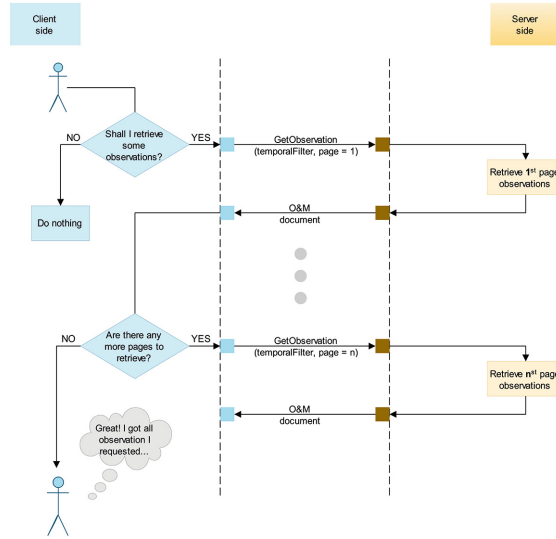 Client
side
Server
side
Shall I retrieve
some
observations?
NO
YES
GetObservation
(temporalFilter, page = 1)
Retrieve 1st page
observations
Do nothing
O&M
document
Are there any
more pages to
retrieve?
NO
YES
GetObservation
(temporalFilter, page = n)
Retrieve nst page
observations
O&M
document
Great! I got all
observation I
requested...